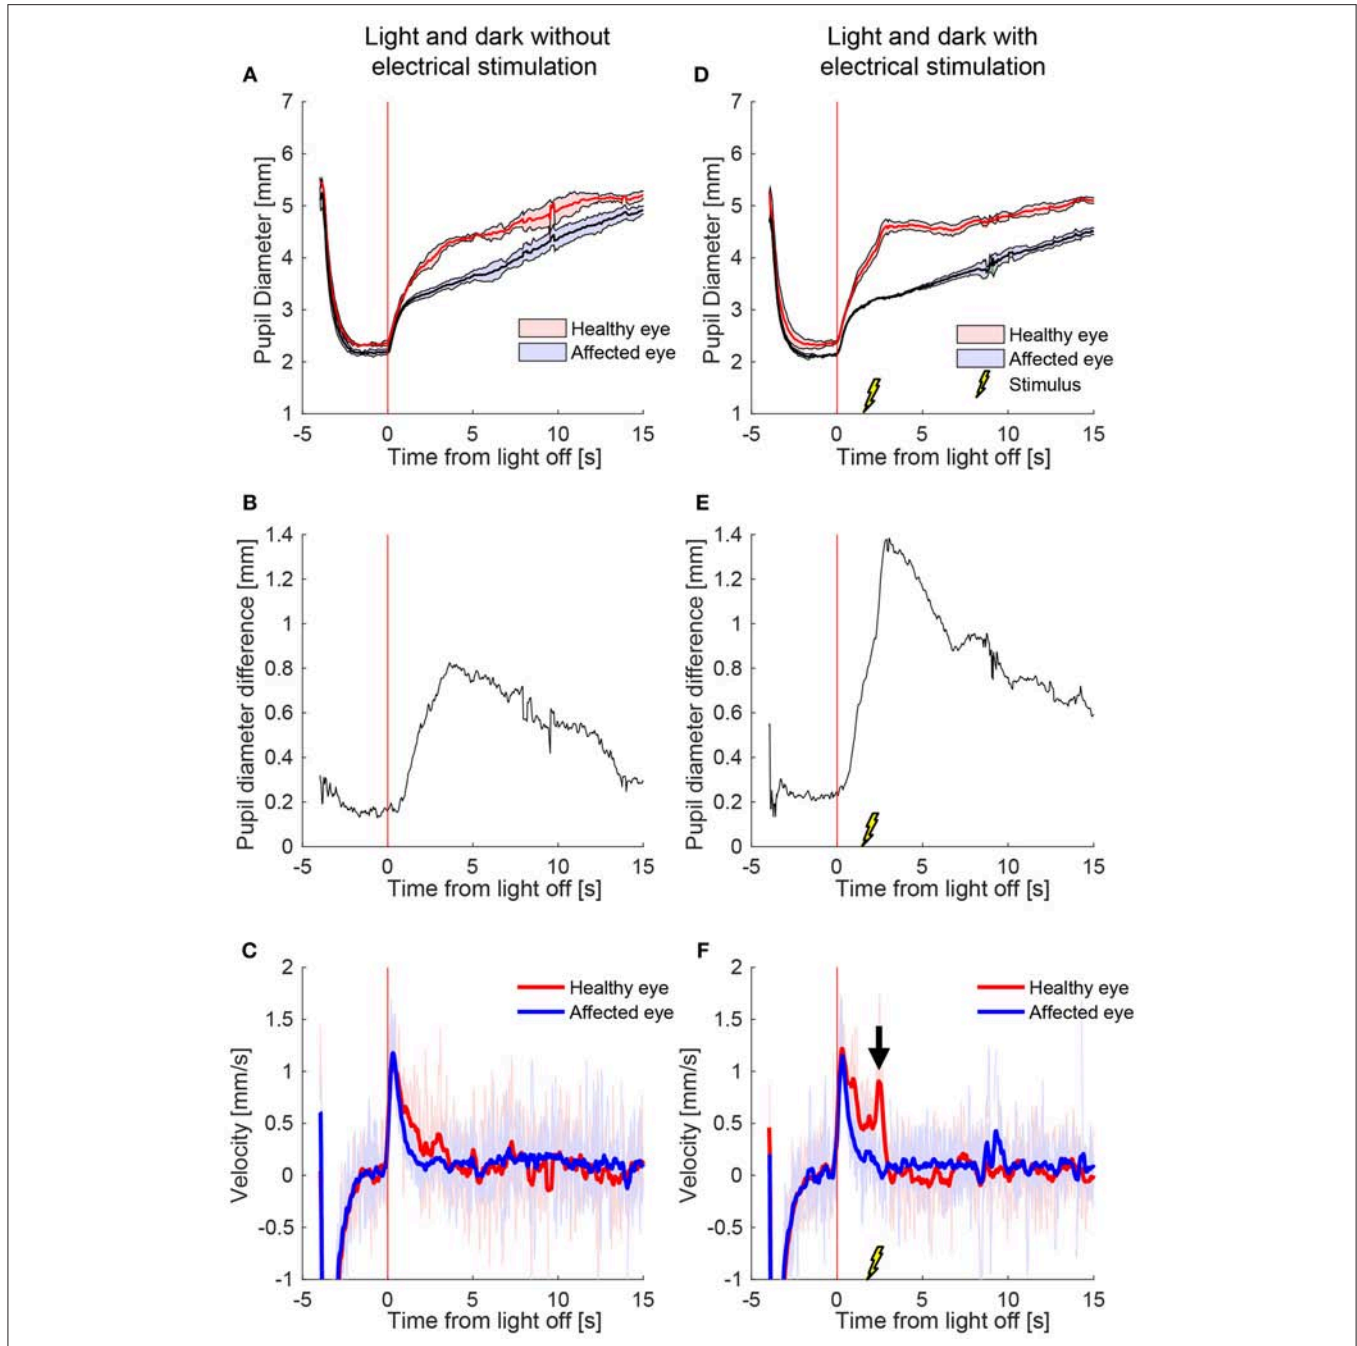 Light and dark without
electrical stimulation
A
7
6
5
4
3
2
1
Pupil Diameter [mm]
Healthy eye
Affected eye
-5
0
5
10
15
Time from light off [s]
Light and dark with
electrical stimulation
D
7
6
5
4
3
2
1
Pupil Diameter [mm]
Healthy eye
Affected eye
Stimulus
-5
0
5
10
15
Time from light off [s]
B
1.4
1.2
1
0.8
0.6
0.4
0.2
0
Pupil diameter difference [mm]
-5
0
5
10
15
Time from light off [s]
E
1.4
1.2
1
0.8
0.6
0.4
0.2
0
Pupil diameter difference [mm]
-5
0
5
10
15
Time from light off [s]
C
2
1.5
1
0.5
0
-0.5
-1
Velocity [mm/s]
Healthy eye
Affected eye
-5
0
5
10
15
Time from light off [s]
F
2
1.5
1
0.5
0
-0.5
-1
Velocity [mm/s]
Healthy eye
Affected eye
-5
0
5
10
15
Time from light off [s]